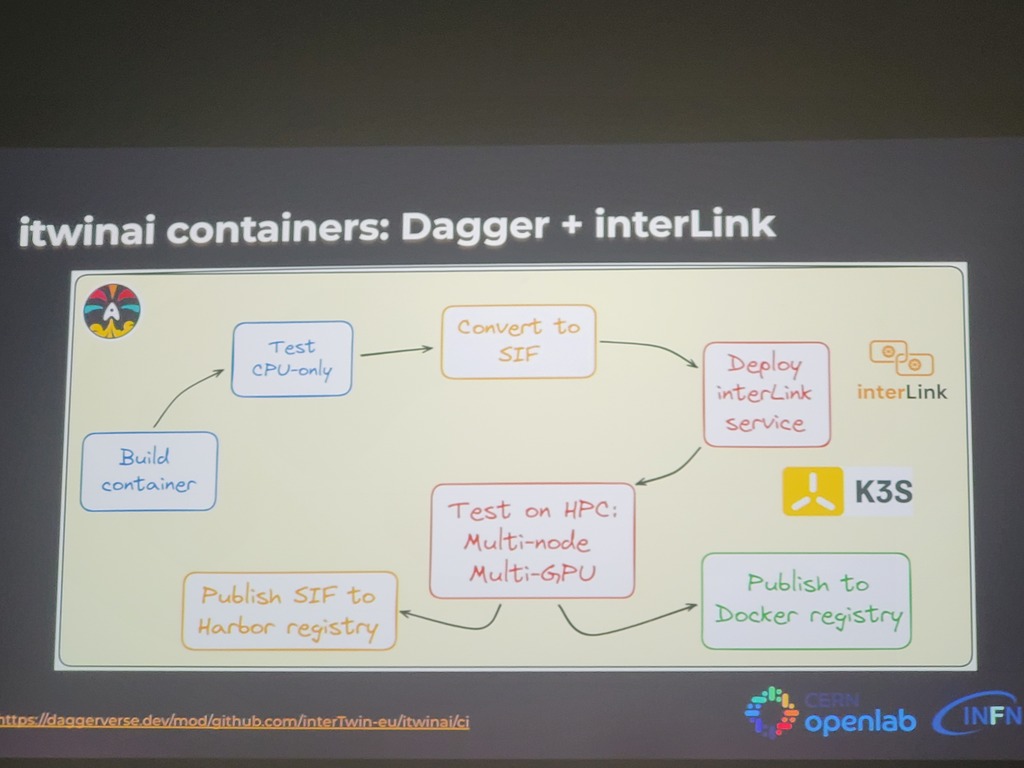 itwinai containers: Dagger + interLink
A
Test
CPU-only
Convert to
SIF
Deploy
interLink
service
interLink
Build
container
K3S
Test on HPC:
Multi-node
Multi-GPU
Publish SIF to
Harbor registry
Publish to
Docker registry
https://daggerverse.dev/mod/github.com/interTwin-eu/itwinai/ci
CERN
openlab
INFN